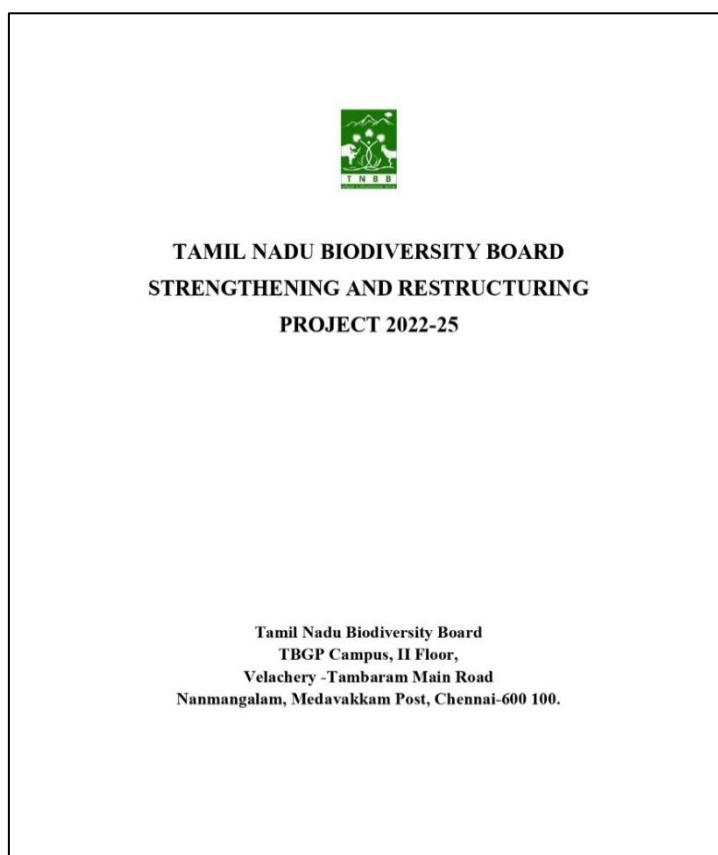 TNBB
TAMIL NADU BIODIVERSITY BOARD
STRENGTHENING AND RESTRUCTURING
PROJECT 2022-25
Tamil Nadu Biodiversity Board
TBGP Campus, II Floor,
Velachery -Tambaram Main Road
Nanmangalam, Medavakkam Post, Chennai-600 100.